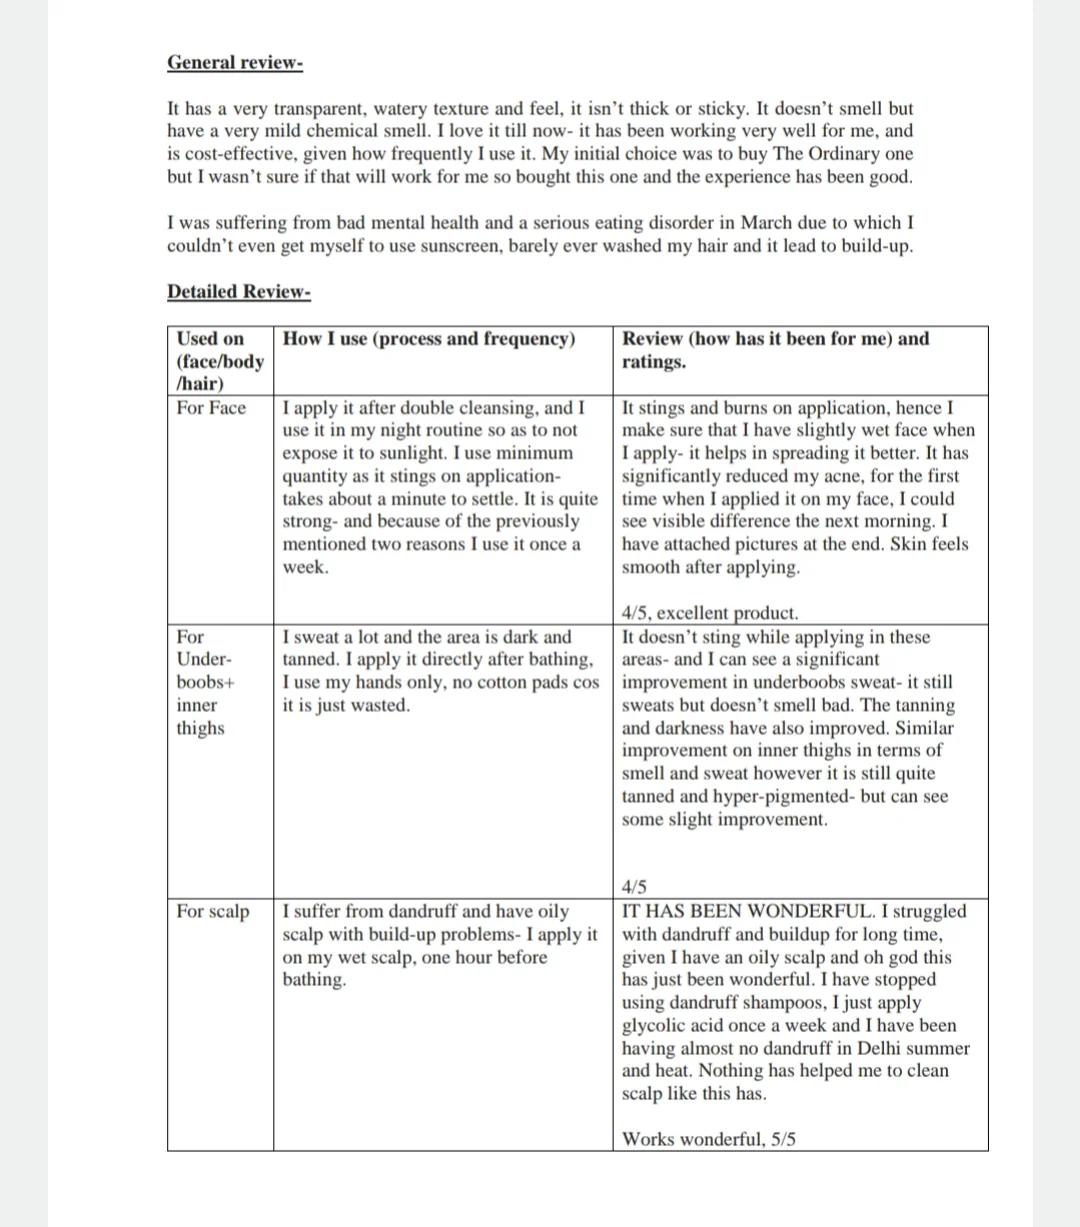 General review-
It has a very transparent, watery texture and feel, it isn't thick or sticky. It doesn't smell but
have a very mild chemical smell. I love it till now- it has been working very well for me, and
is cost-effective, given how frequently I use it. My initial choice was to buy The Ordinary one
but I wasn't sure if that will work for me so bought this one and the experience has been good.
I was suffering from bad mental health and a serious eating disorder in March due to which I
couldn't even get myself to use sunscreen, barely ever washed my hair and it lead to build-up.
Detailed Review-
Used on
(face/body
/hair)
How I use (process and frequency)
Review (how has it been for me) and
ratings.
For Face
I apply it after double cleansing, and I
use it in my night routine so as to not
expose it to sunlight. I use minimum
quantity as it stings on application-
takes about a minute to settle. It is quite
strong- and because of the previously
mentioned two reasons I use it once a
week.
It stings and burns on application, hence I
make sure that I have slightly wet face when
I apply- it helps in spreading it better. It has
significantly reduced my acne, for the first
time when I applied it on my face, I could
see visible difference the next morning. I
have attached pictures at the end. Skin feels
smooth after applying.
4/5, excellent product.
For
Under-
boobs+
inner
thighs
I sweat a lot and the area is dark and
tanned. I apply it directly after bathing,
I use my hands only, no cotton pads cos
it is just wasted.
It doesn't sting while applying in these
areas- and I can see a significant
improvement in underboobs sweat- it still
sweats but doesn't smell bad. The tanning
and darkness have also improved. Similar
improvement on inner thighs in terms of
smell and sweat however it is still quite
tanned and hyper-pigmented- but can see
some slight improvement.
4/5
For scalp
I suffer from dandruff and have oily
scalp with build-up problems- I apply it
on my wet scalp, one hour before
bathing.
IT HAS BEEN WONDERFUL. I struggled
with dandruff and buildup for long time,
given I have an oily scalp and oh god this
has just been wonderful. I have stopped
using dandruff shampoos, I just apply
glycolic acid once a week and I have been
having almost no dandruff in Delhi summer
and heat. Nothing has helped me to clean
scalp like this has.
Works wonderful, 5/5